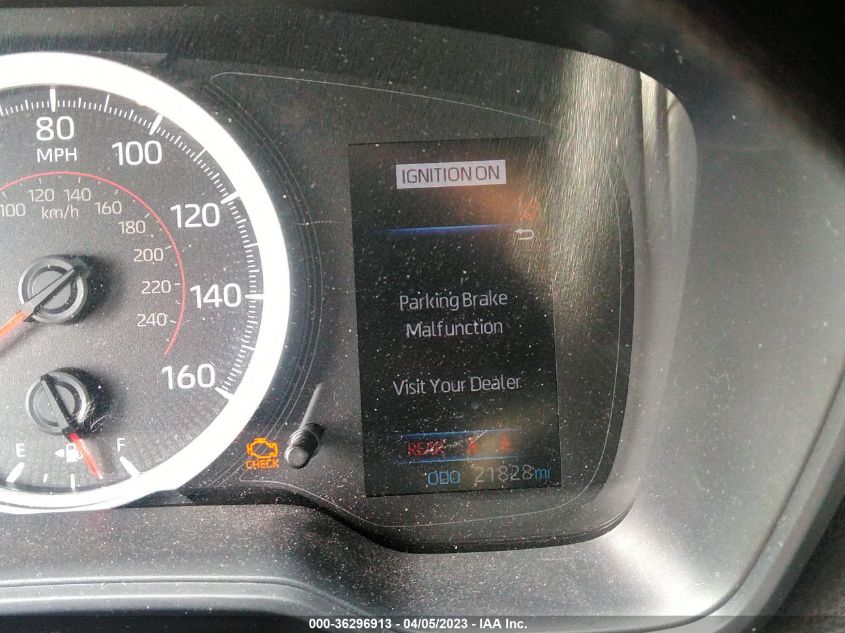 80
MPH
100
120
140
160
100 120 140 160
km/h
180
200
220
240
E F
CHECK
IGNITION ON
Parking Brake
Malfunction
Visit Your Dealer
REAR
ODO 21828 mi
000-36296913 - 04/05/2023 - IAA Inc.